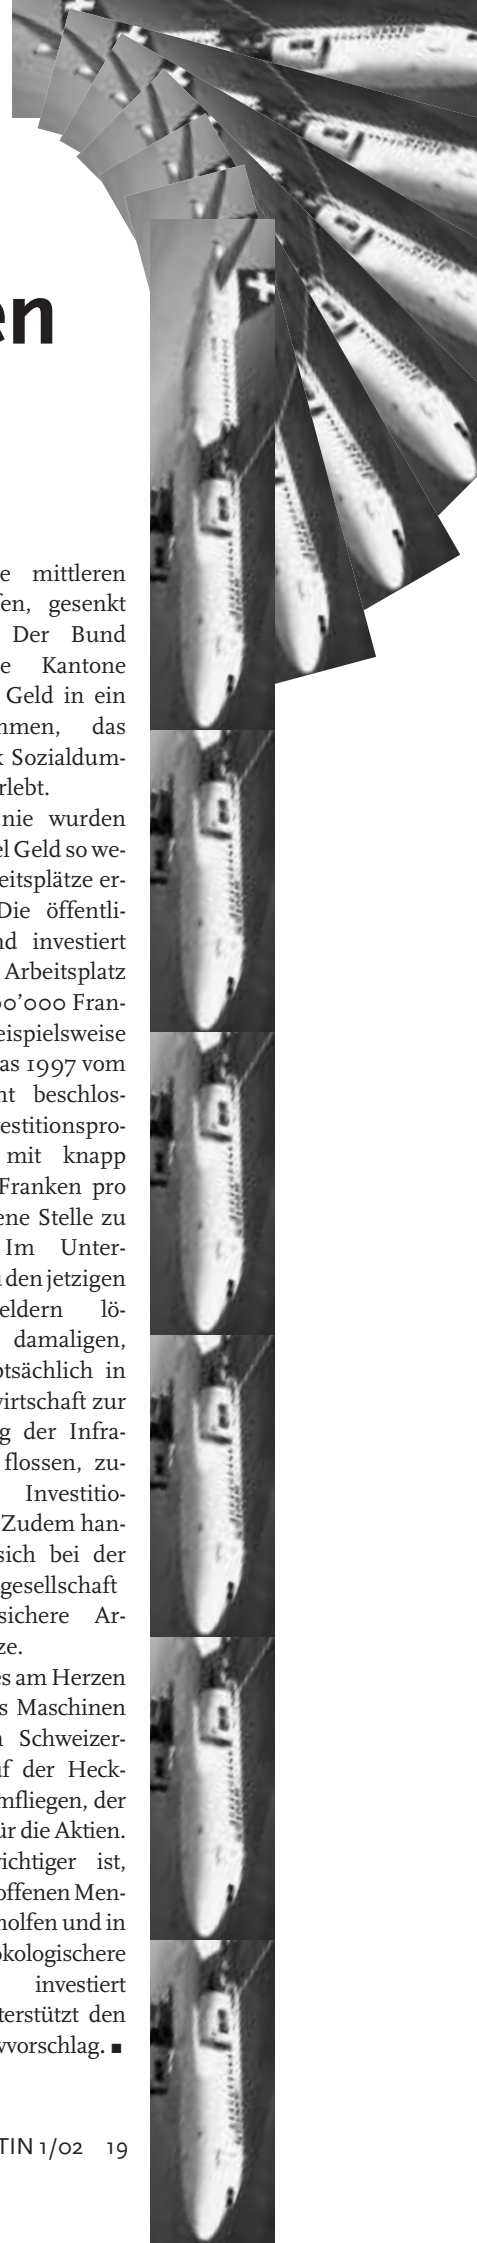 en
e mittleren
fen, gesenkt
Der Bund
e Kantone
Geld in ein
hmen, das
k Sozialdum-
rlebt.
nie wurden
el Geld so we-
eitsplätze er-
Die öffentli-
nd investiert
Arbeitsplatz
00’000 Fran-
eispielsweise
as 1997 vom
nt beschlos-
estitionspro-
mit knapp
Franken pro
ene Stelle zu
Im Unter-
u den jetzigen
eldern lö-
damaligen,
ptsächlich in
wirtschaft zur
g der Infra-
flossen, zu-
Investitio-
Zudem han-
sich bei der
gesellschaft
sichere Ar-
ze.
es am Herzen
s Maschinen
n Schweizer-
uf der Heck-
mfliegen, der
ür die Aktien.
vichtiger ist,
offenen Men-
holfen und in
ökologischere
investiert
terstützt den
vvorschlag. ■
TIN 1/02 19